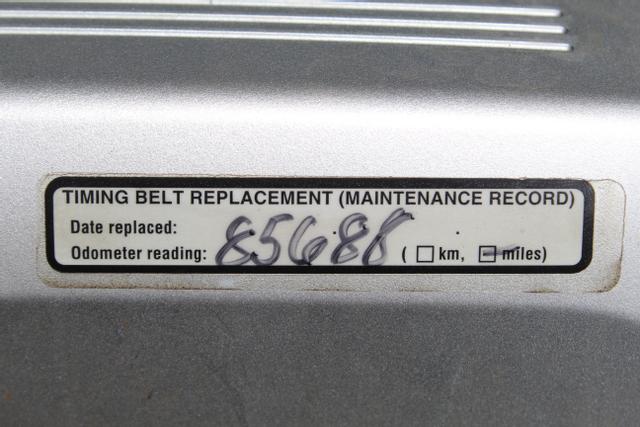 TIMING BELT REPLACEMENT (MAINTENANCE RECORD)
Date replaced:
Odometer reading: 85688 ( ☐ km, ☐ miles)